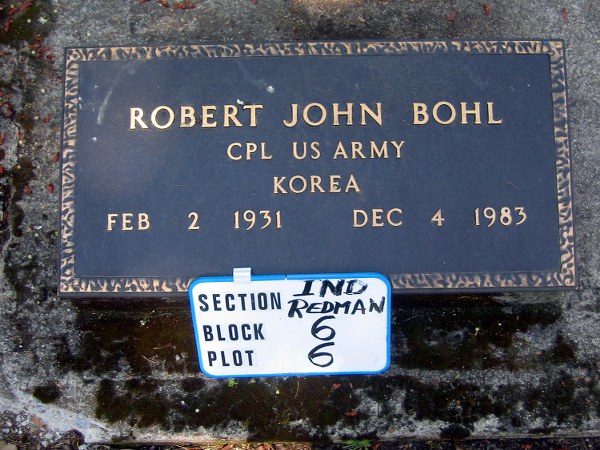 ROBERT JOHN BOHL
CPL US ARMY
KOREA
FEB 2 1931 DEC 4 1983
SECTION IND REDMAN
BLOCK 6
PLOT 6